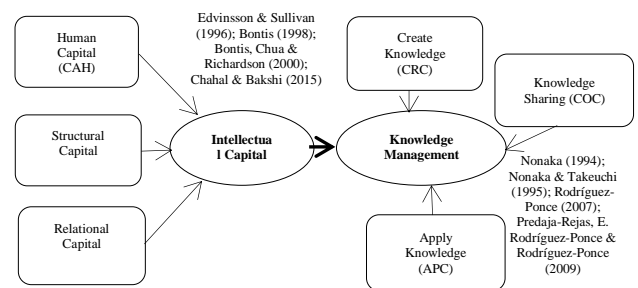 Human
Capital
(CAH)
Edvinsson & Sullivan
(1996); Bontis (1998);
Bontis, Chua &
Richardson (2000);
Chahal & Bakshi (2015)
Create
Knowledge
(CRC)
Knowledge
Sharing (COC)
Structural
Capital
Intellectua
l Capital
Knowledge
Management
Nonaka (1994);
Nonaka & Takeuchi
(1995); Rodríguez-
Ponce (2007);
Predaja-Rejas, E.
Rodríguez-Ponce &
Rodríguez-Ponce
(2009)
Relational
Capital
Apply
Knowledge
(APC)